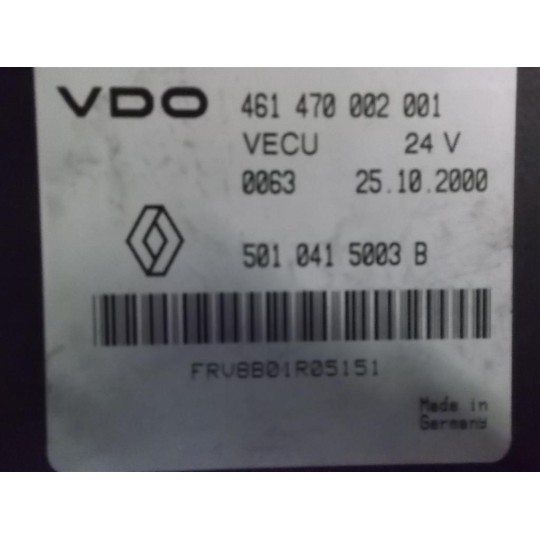 VDO 461 470 002 001
VECU 24 V
0063 25.10.2000
501 041 5003 B
FRV8B01R05151
Made in
Germany